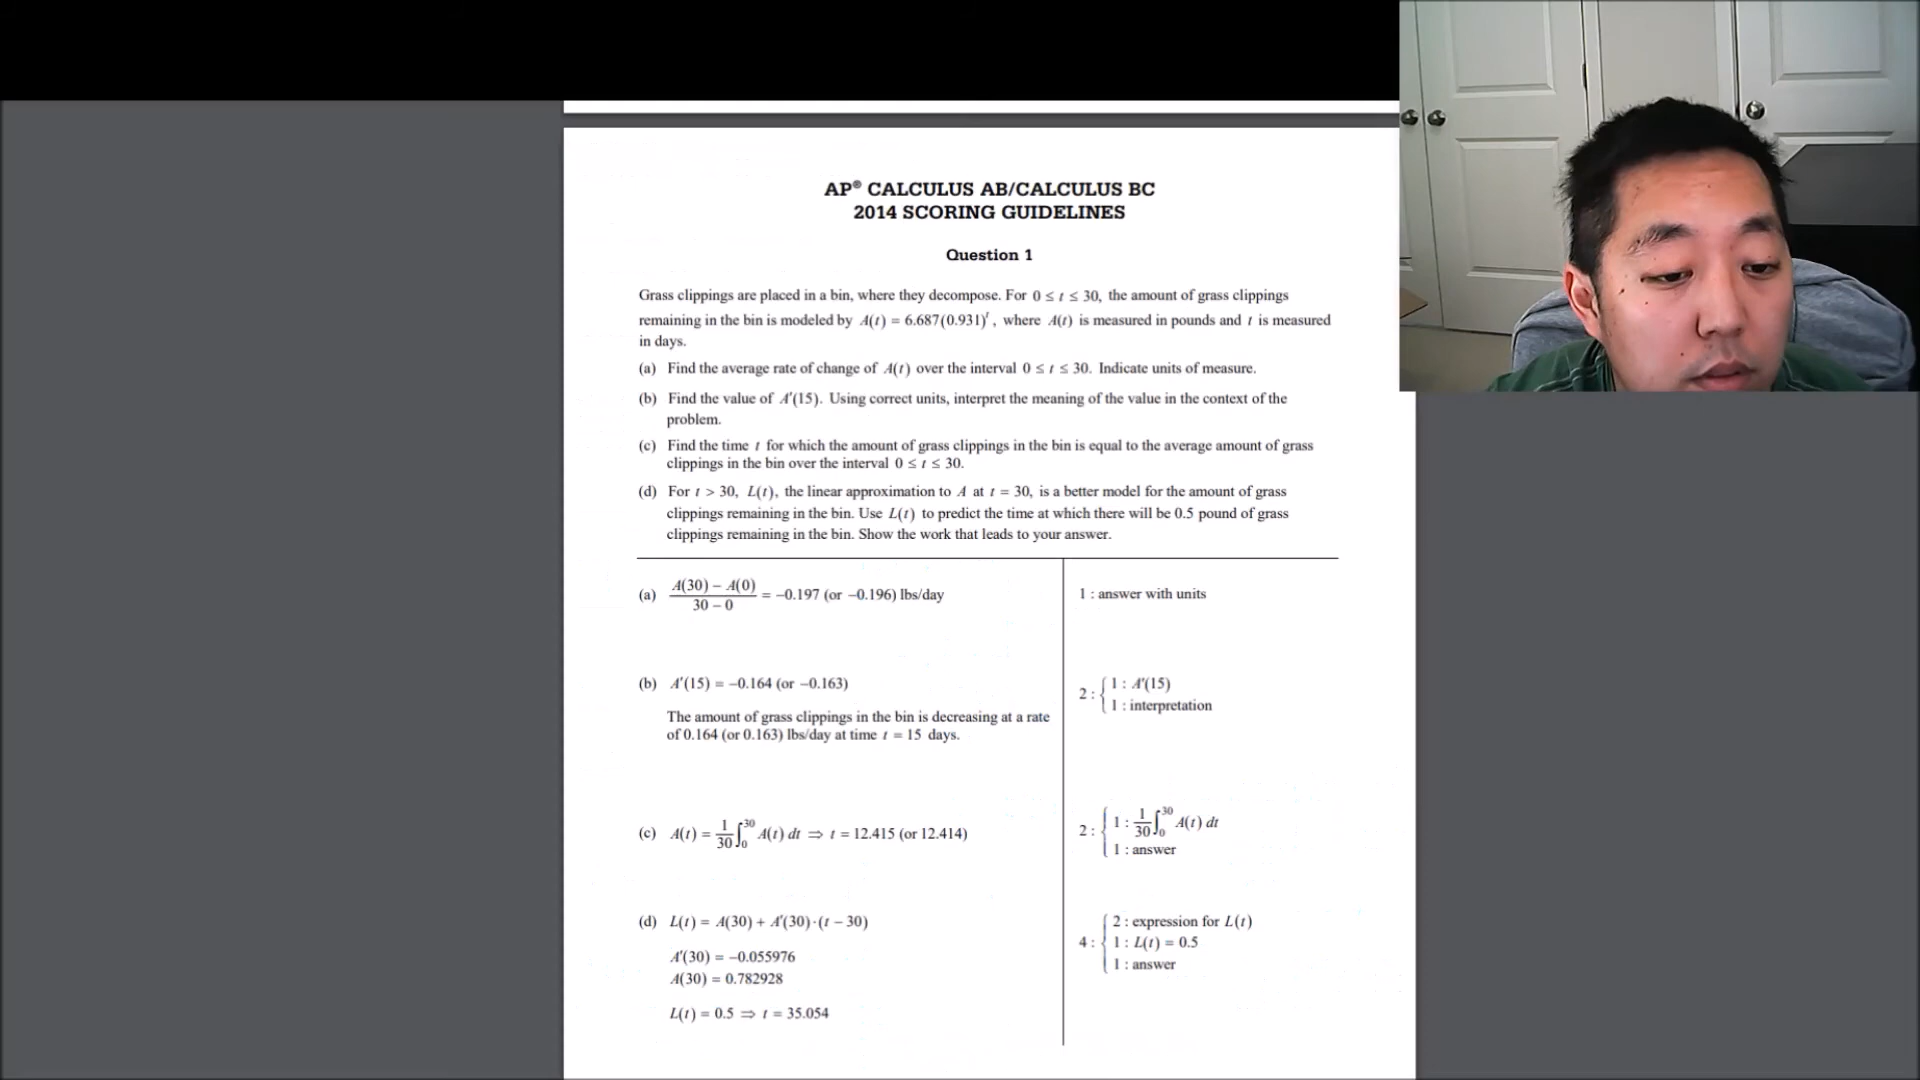 AP® CALCULUS AB/CALCULUS BC
2014 SCORING GUIDELINES
Question 1
Grass clippings are placed in a bin, where they decompose. For 0 ≤ t ≤ 30, the amount of grass clippings
remaining in the bin is modeled by A(t) = 6.687(0.931)^t, where A(t) is measured in pounds and t is measured
in days.
(a) Find the average rate of change of A(t) over the interval 0 ≤ t ≤ 30. Indicate units of measure.
(b) Find the value of A′(15). Using correct units, interpret the meaning of the value in the context of the
problem.
(c) Find the time t for which the amount of grass clippings in the bin is equal to the average amount of grass
clippings in the bin over the interval 0 ≤ t ≤ 30.
(d) For t > 30, L(t), the linear approximation to A at t = 30, is a better model for the amount of grass
clippings remaining in the bin. Use L(t) to predict the time at which there will be 0.5 pound of grass
clippings remaining in the bin. Show the work that leads to your answer.
(a) (A(30) − A(0))/(30 − 0) = −0.197 (or −0.196) lbs/day
1 : answer with units
(b) A′(15) = −0.164 (or −0.163)
The amount of grass clippings in the bin is decreasing at a rate
of 0.164 (or 0.163) lbs/day at time t = 15 days.
2 : { 1 : A′(15)
1 : interpretation
(c) A(t) = 1/30 ∫_0^30 A(t) dt ⇒ t = 12.415 (or 12.414)
2 : { 1 : 1/30 ∫_0^30 A(t) dt
1 : answer
(d) L(t) = A(30) + A′(30)·(t − 30)
A′(30) = −0.055976
A(30) = 0.782928
L(t) = 0.5 ⇒ t = 35.054
4 : { 2 : expression for L(t)
1 : L(t) = 0.5
1 : answer